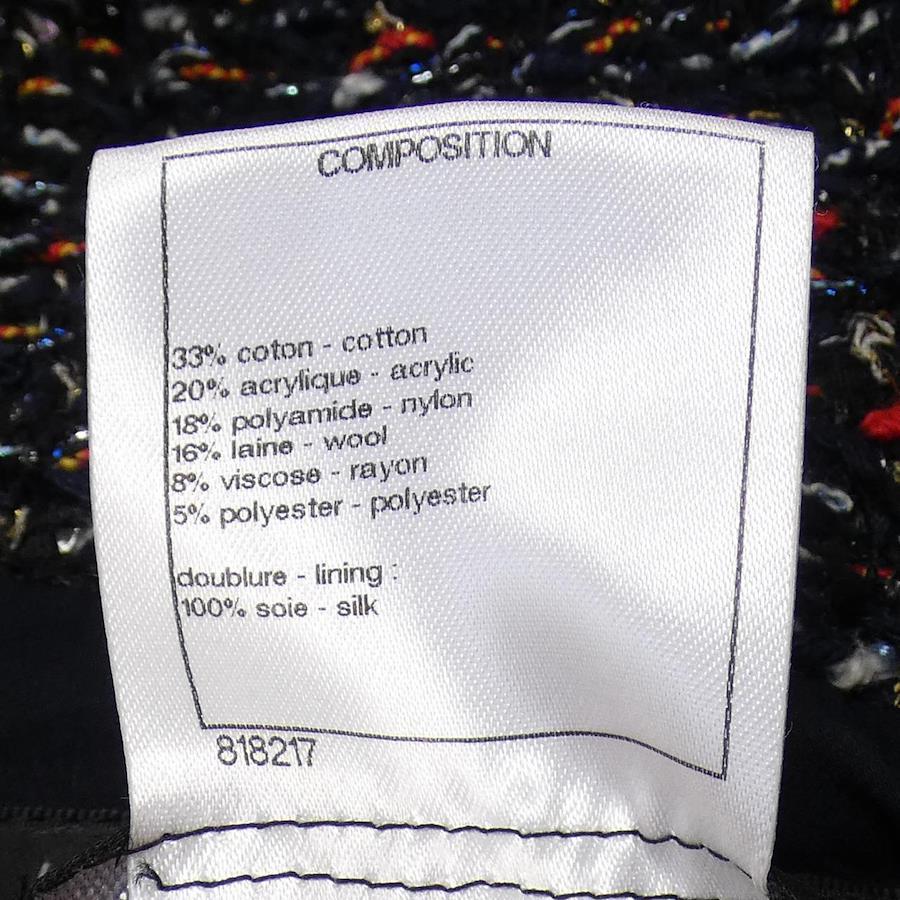 COMPOSITION
33% coton - cotton
20% acrylique - acrylic
18% polyamide - nylon
16% laine - wool
8% viscose - rayon
5% polyester - polyester
doublure - lining :
100% soie - silk
818217